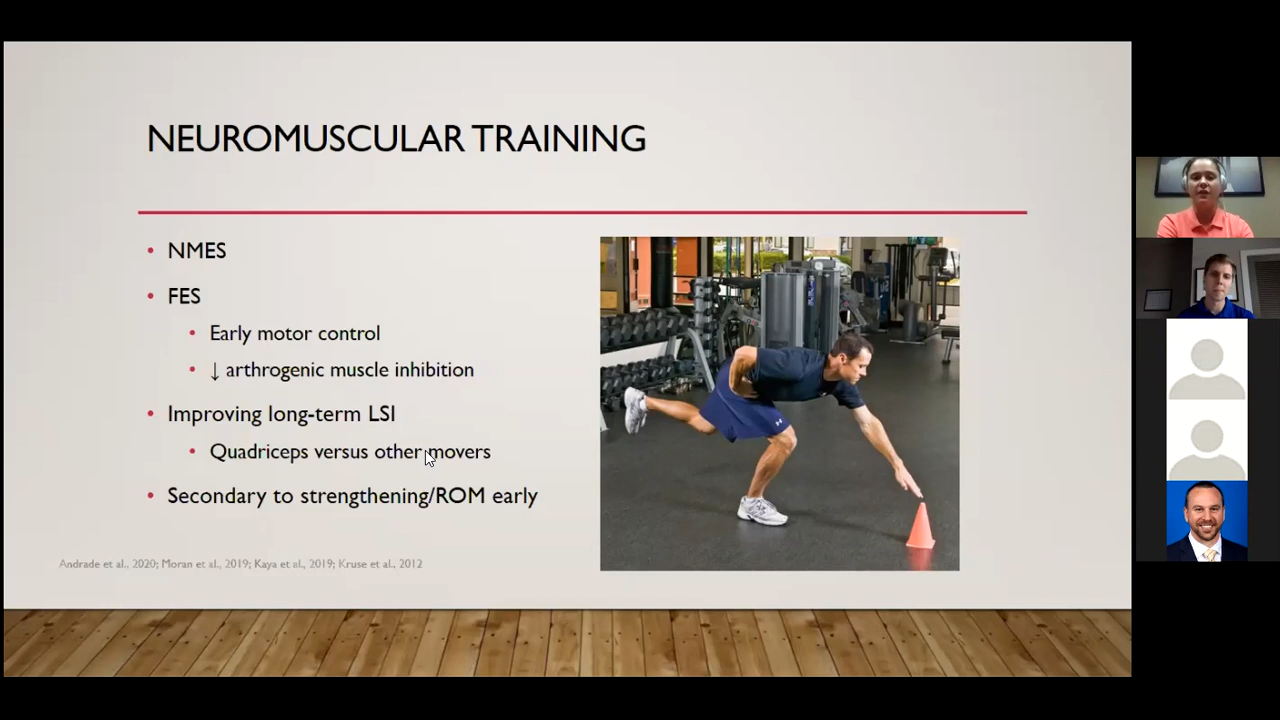 NEUROMUSCULAR TRAINING
• NMES
• FES
• Early motor control
• ↓ arthrogenic muscle inhibition
• Improving long-term LSI
• Quadriceps versus other movers
• Secondary to strengthening/ROM early
Andrade et al., 2020; Moran et al., 2019; Kaya et al., 2019; Kruse et al., 2012